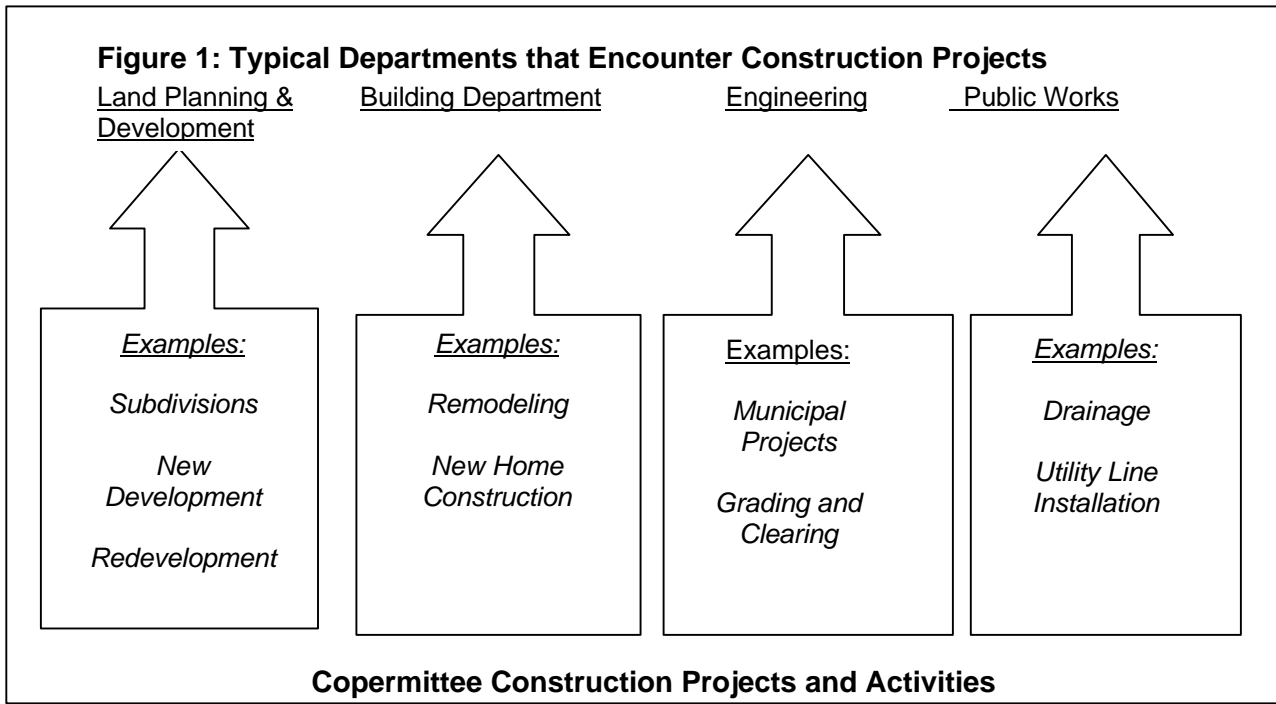 Figure 1: Typical Departments that Encounter Construction Projects
Land Planning &
Development
Building Department
Engineering
Public Works
Examples:
Subdivisions
New
Development
Redevelopment
Examples:
Remodeling
New Home
Construction
Examples:
Municipal
Projects
Grading and
Clearing
Examples:
Drainage
Utility Line
Installation
Copermittee Construction Projects and Activities